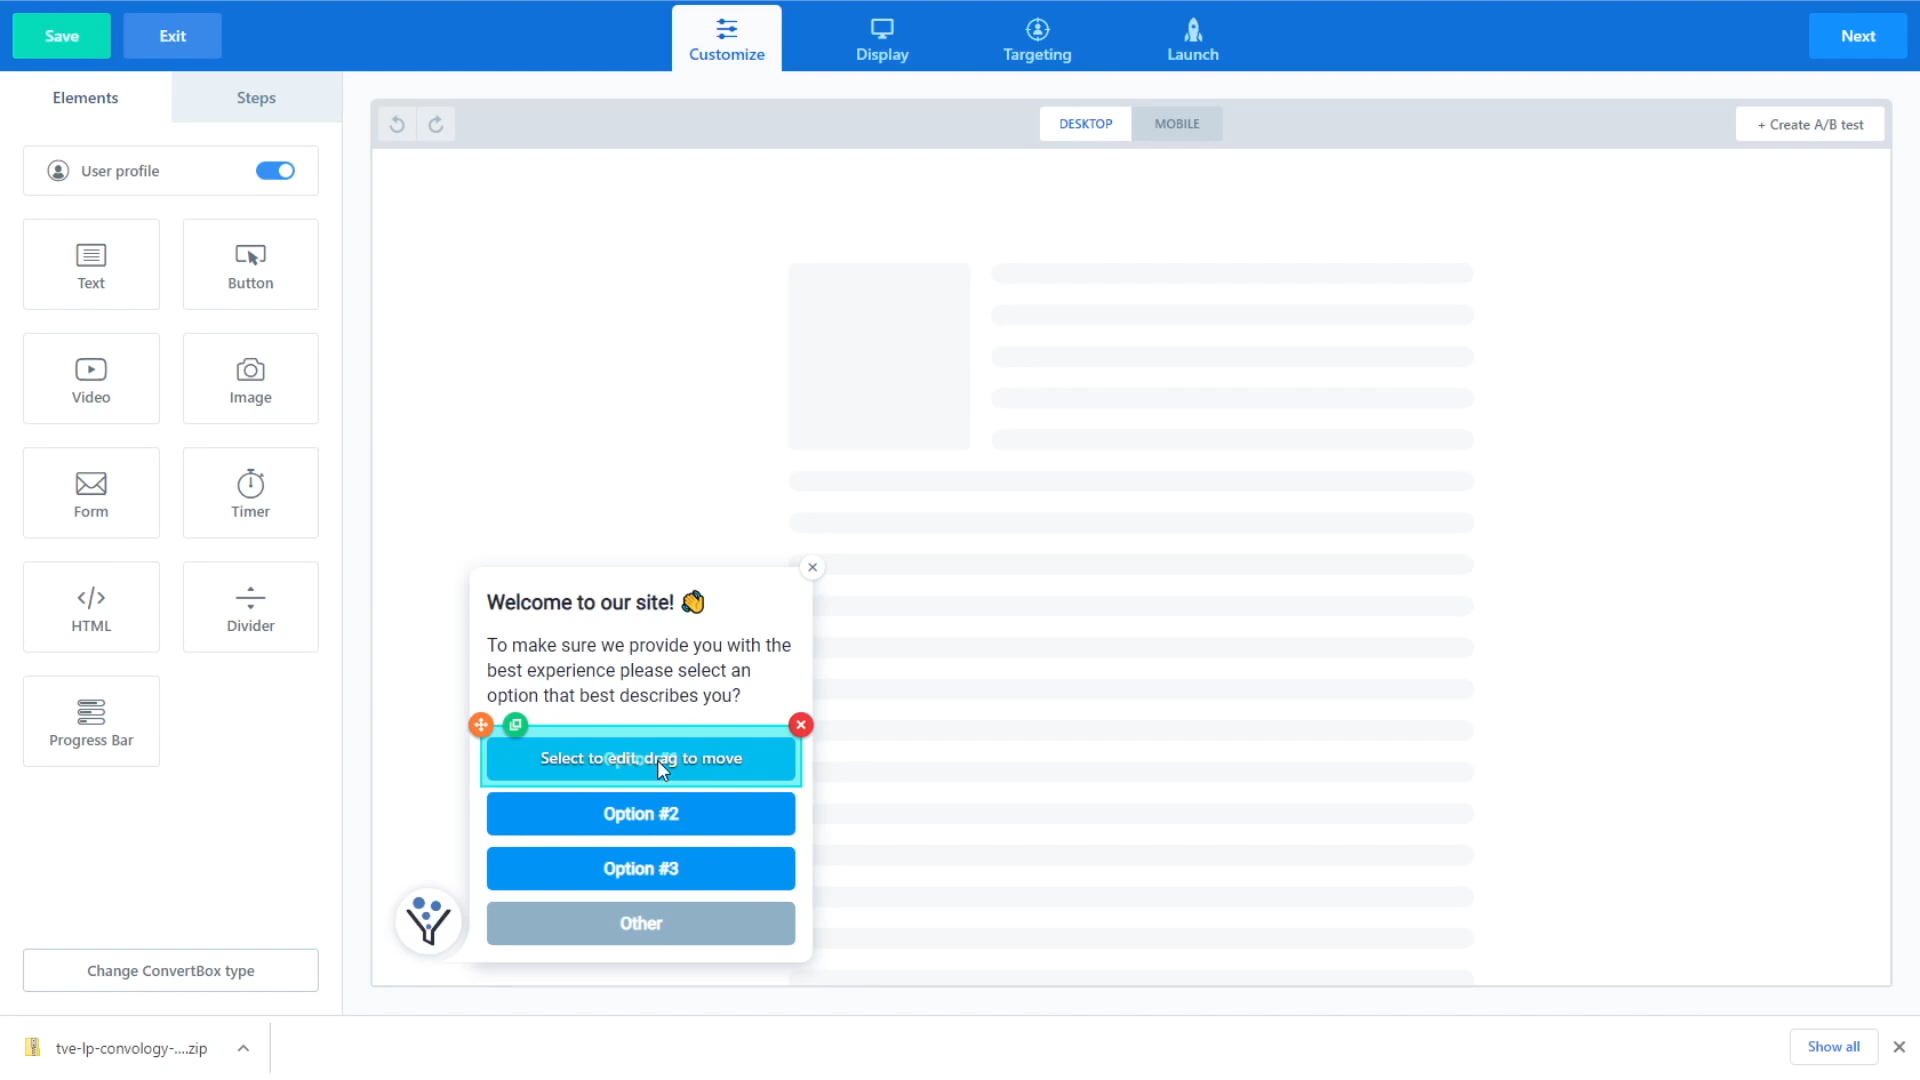 Save
Exit
Customize
Display
Targeting
Launch
Next
Elements
Steps
DESKTOP
MOBILE
+ Create A/B test
User profile
Text
Button
Video
Image
Form
Timer
HTML
Divider
Progress Bar
Welcome to our site! 👏
To make sure we provide you with the
best experience please select an
option that best describes you?
Select to edit, drag to move
Option #2
Option #3
Other
Change ConvertBox type
tve-lp-convology-....zip
Show all